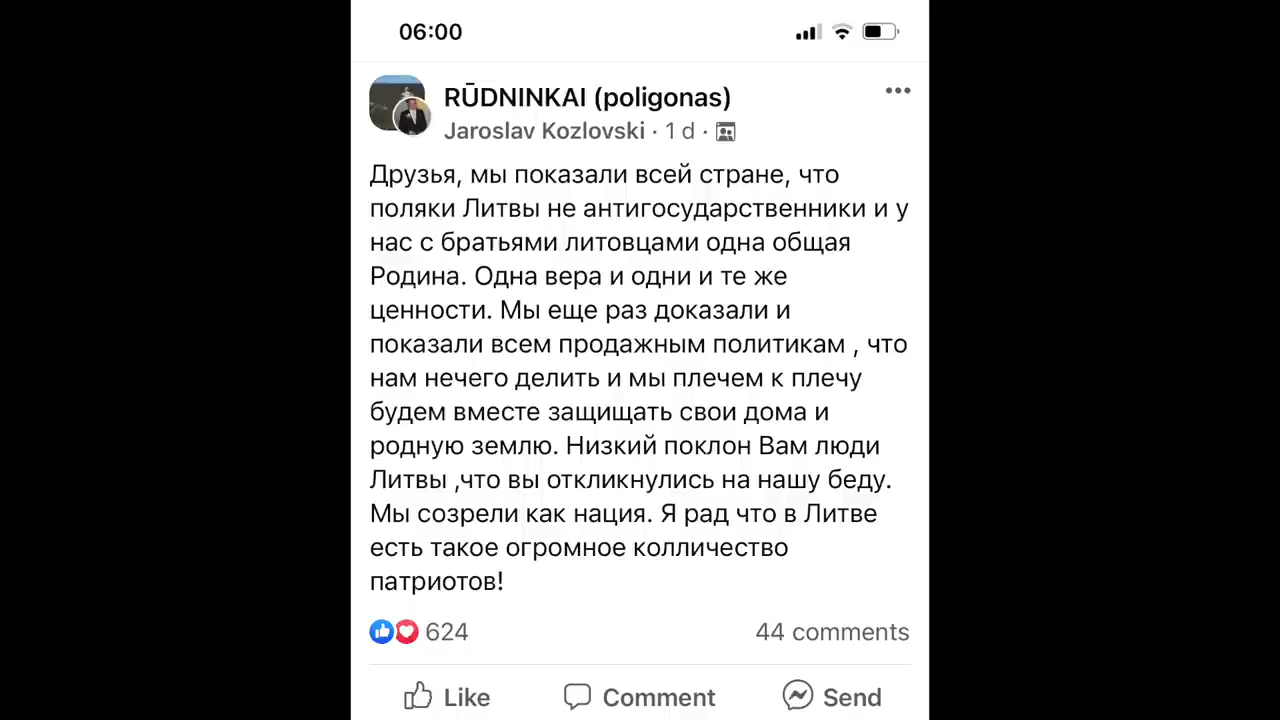 06:00
RŪDNINKAI (poligonas)
Jaroslav Kozlovski · 1 d ·
Друзья, мы показали всей стране, что
поляки Литвы не антигосударственники и у
нас с братьями литовцами одна общая
Родина. Одна вера и одни и те же
ценности. Мы еще раз доказали и
показали всем продажным политикам , что
нам нечего делить и мы плечем к плечу
будем вместе защищать свои дома и
родную землю. Низкий поклон Вам люди
Литвы ,что вы откликнулись на нашу беду.
Мы созрели как нация. Я рад что в Литве
есть такое огромное колличество
патриотов!
624 44 comments
Like Comment Send